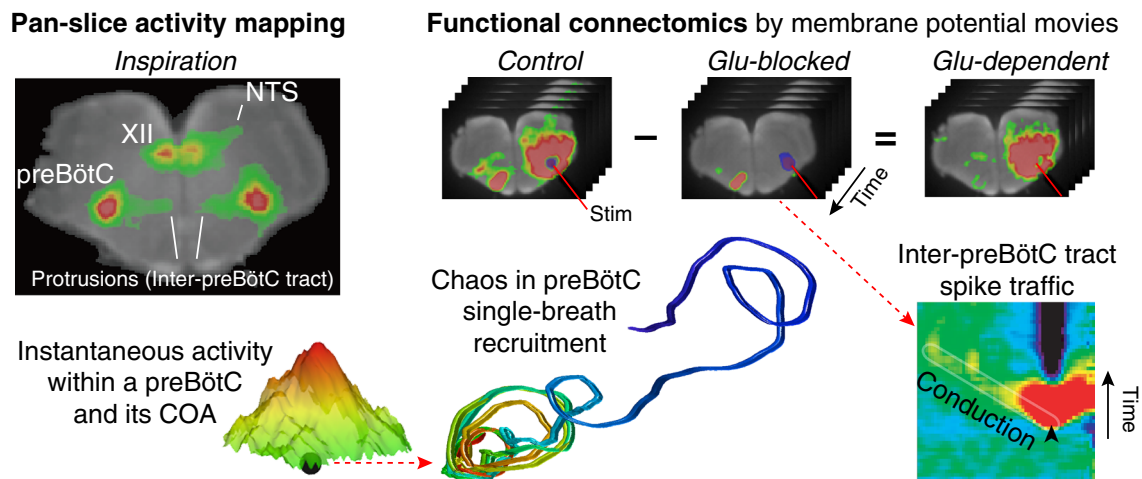 Pan-slice activity mapping
Inspiration
NTS
XII
preBötC
Protrusions (Inter-preBötC tract)
Instantaneous activity
within a preBötC
and its COA
Functional connectomics by membrane potential movies
Control
Glu-blocked
Glu-dependent
Stim
Time
Chaos in preBötC
single-breath
recruitment
Inter-preBötC tract
spike traffic
Conduction
Time